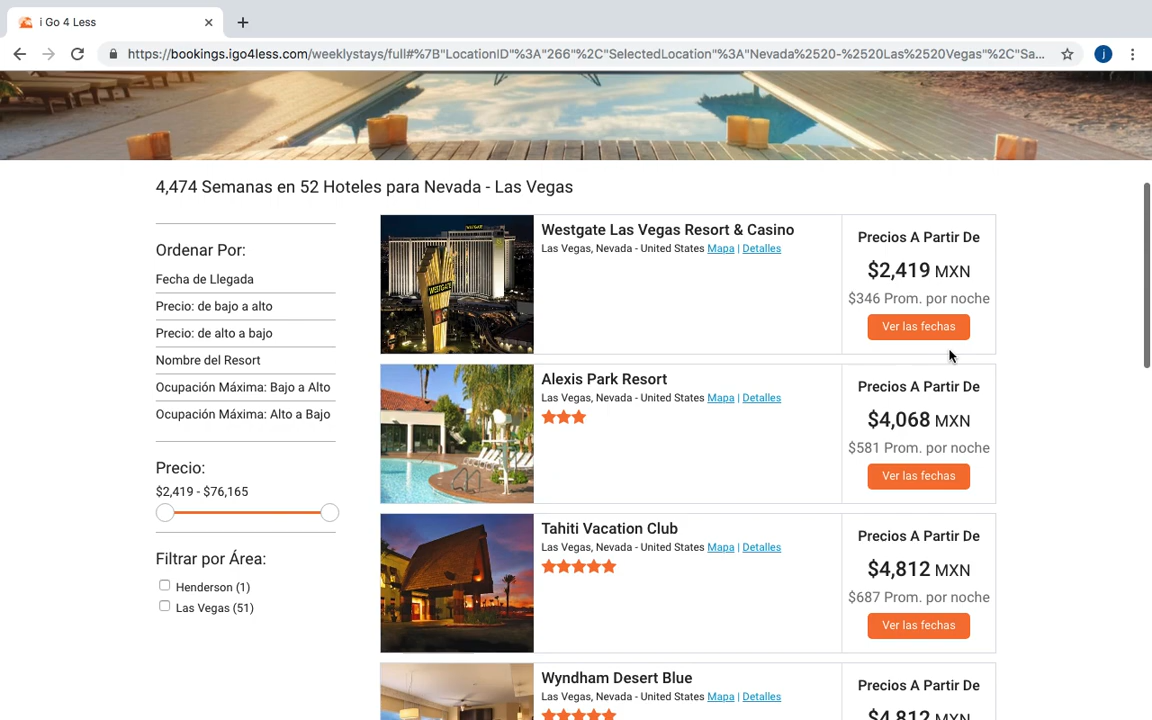 i Go 4 Less
https://bookings.igo4less.com/weeklystays/full#%7B"LocationID"%3A"266"%2C"SelectedLocation"%3A"Nevada%2520-%2520Las%2520Vegas"%2C"Sa...
4,474 Semanas en 52 Hoteles para Nevada - Las Vegas
Ordenar Por:
Fecha de Llegada
Precio: de bajo a alto
Precio: de alto a bajo
Nombre del Resort
Ocupación Máxima: Bajo a Alto
Ocupación Máxima: Alto a Bajo
Precio:
$2,419 - $76,165
Filtrar por Área:
Henderson (1)
Las Vegas (51)
WESTGATE
Westgate Las Vegas Resort & Casino
Las Vegas, Nevada - United States Mapa | Detalles
Precios A Partir De
$2,419 MXN
$346 Prom. por noche
Ver las fechas
Alexis Park Resort
Las Vegas, Nevada - United States Mapa | Detalles
Precios A Partir De
$4,068 MXN
$581 Prom. por noche
Ver las fechas
Tahiti Vacation Club
Las Vegas, Nevada - United States Mapa | Detalles
Precios A Partir De
$4,812 MXN
$687 Prom. por noche
Ver las fechas
Wyndham Desert Blue
Las Vegas, Nevada - United States Mapa | Detalles
Precios A Partir De
$4,812 MXN